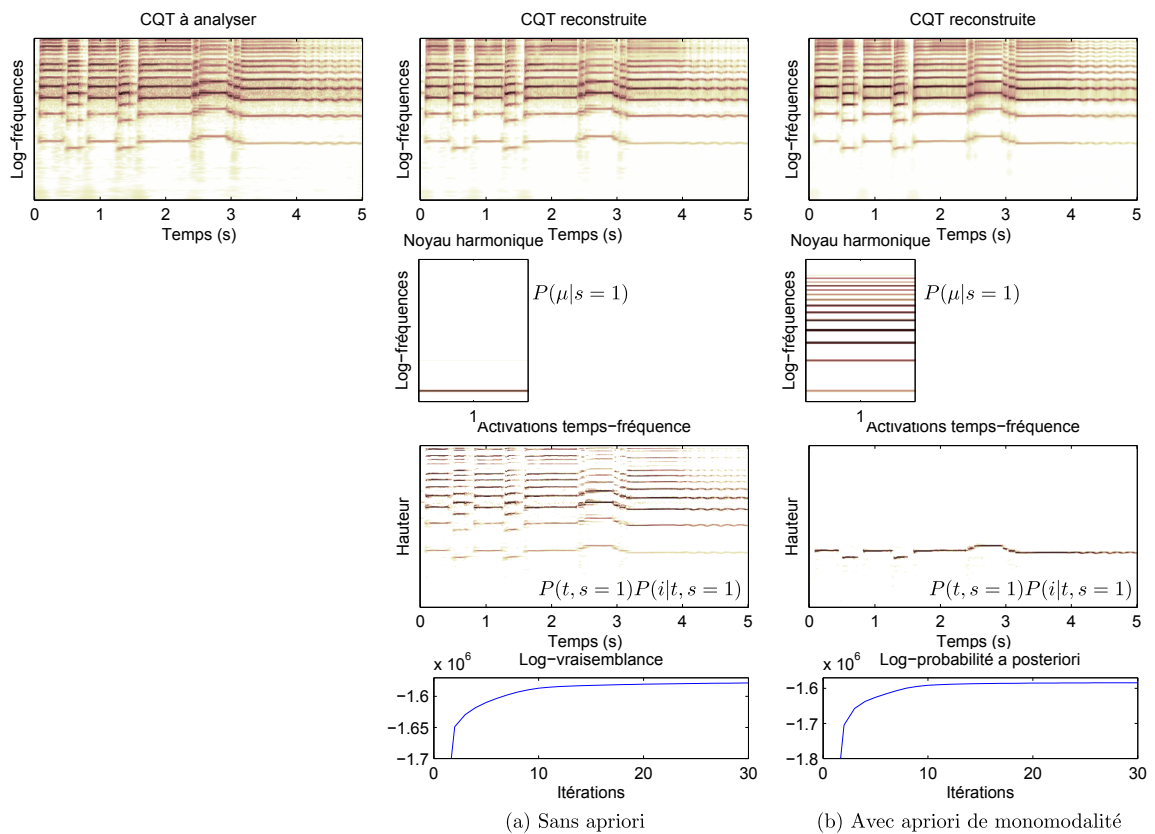 CQT à analyser
Log−fréquences
0 1 2 3 4 5
Temps (s)
CQT reconstruite
Log−fréquences
0 1 2 3 4 5
Temps (s)
CQT reconstruite
Log−fréquences
0 1 2 3 4 5
Temps (s)
Noyau harmonique
Log−fréquences
P(μ|s = 1)
1
Noyau harmonique
Log−fréquences
P(μ|s = 1)
1
Activations temps−fréquence
Hauteur
P(t, s = 1)P(i|t, s = 1)
0 1 2 3 4 5
Temps (s)
Activations temps−fréquence
Hauteur
P(t, s = 1)P(i|t, s = 1)
0 1 2 3 4 5
Temps (s)
x 10⁶
Log−vraisemblance
−1.6
−1.65
−1.7
0 10 20 30
Itérations
x 10⁶
Log−probabilité a posteriori
−1.6
−1.7
−1.8
0 10 20 30
Itérations
(a) Sans apriori
(b) Avec apriori de monomodalité